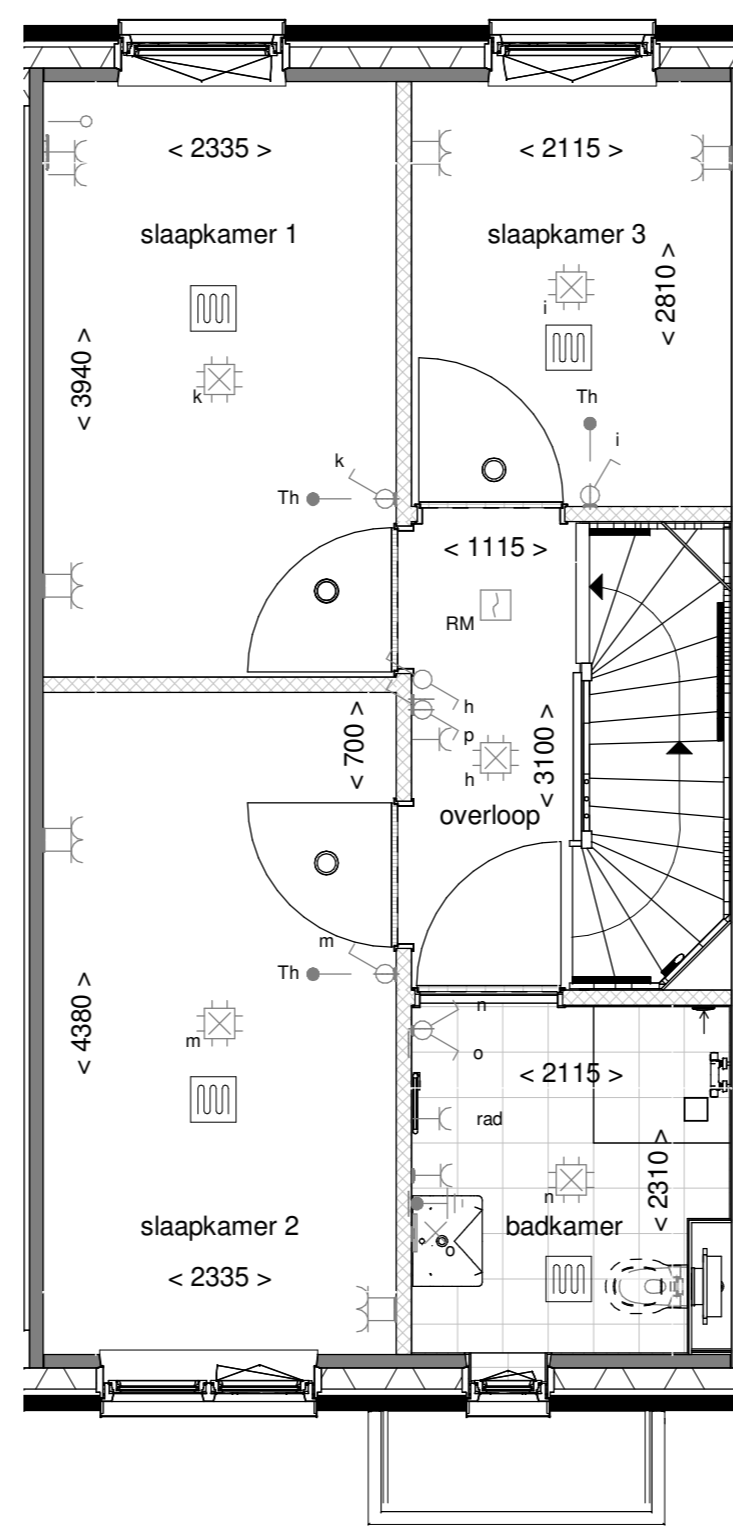 < 2335 >
< 2115 >
slaapkamer 1
slaapkamer 3
< 2810 >
i
< 3940 >
k
Th
i
k
Th
< 1115 >
RM
h
p
< 700 >
h
< 3100 >
overloop
m
Th
< 4380 >
m
n
o
< 2115 >
rad
n
< 2310 >
slaapkamer 2
badkamer
o
< 2335 >